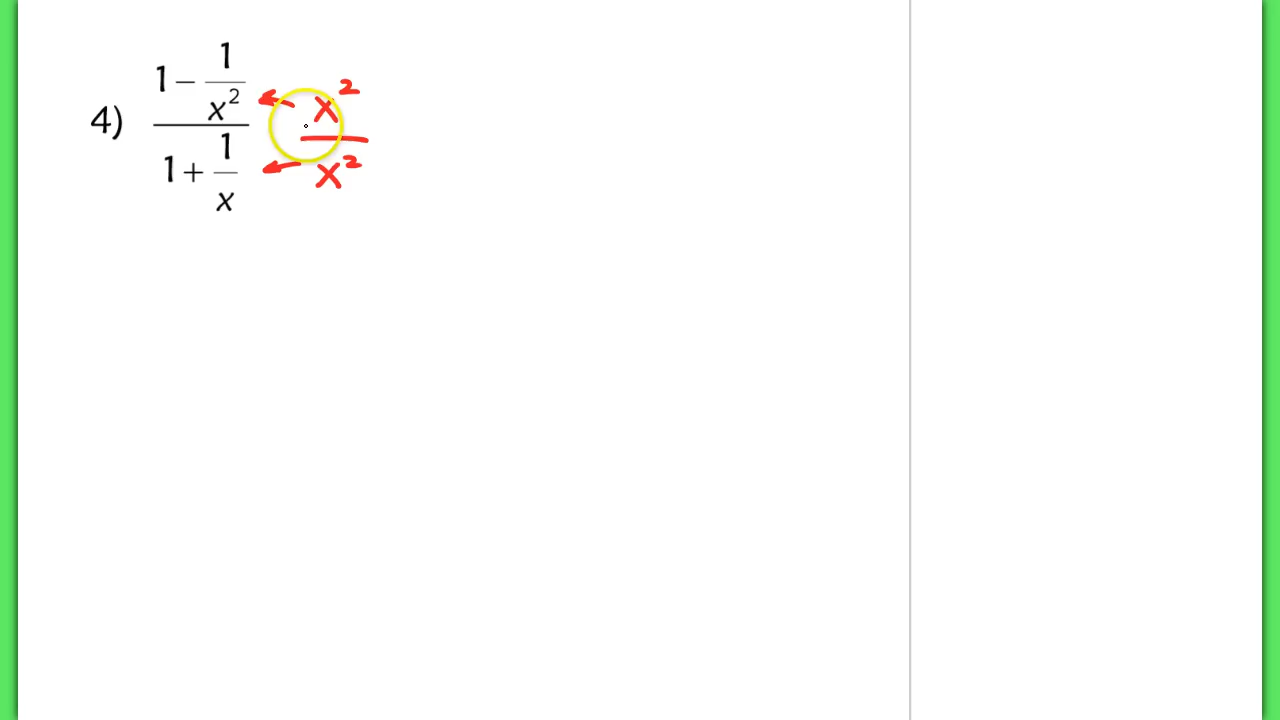 4) (1 - 1/x²)/(1 + 1/x) x²/x²